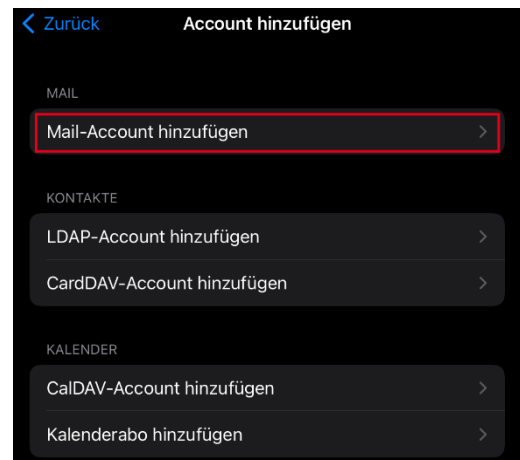 Zurück Account hinzufügen
MAIL
Mail-Account hinzufügen
KONTAKTE
LDAP-Account hinzufügen
CardDAV-Account hinzufügen
KALENDER
CalDAV-Account hinzufügen
Kalenderabo hinzufügen